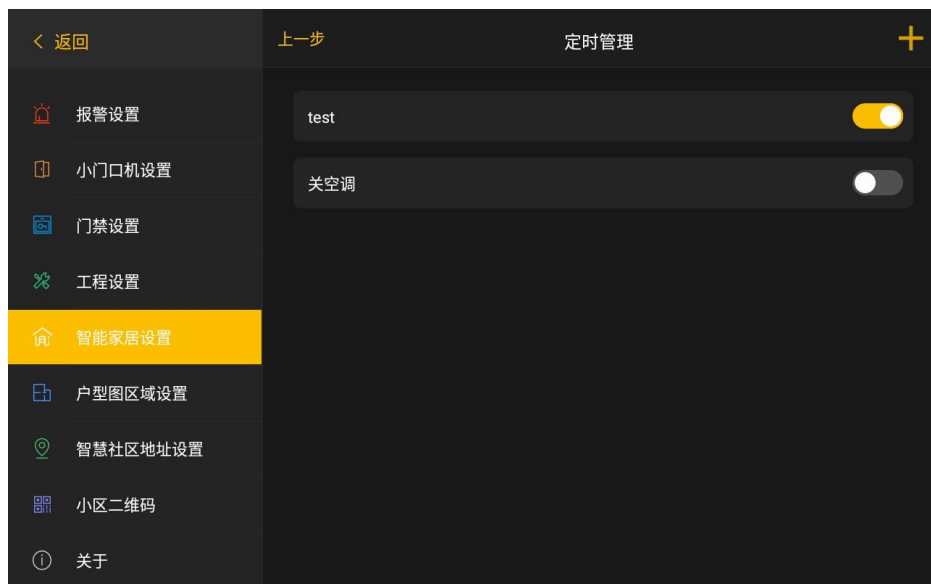 返回
上一步
定时管理
报警设置
小门口机设置
门禁设置
工程设置
智能家居设置
户型图区域设置
智慧社区地址设置
小区二维码
关于
test
关空调